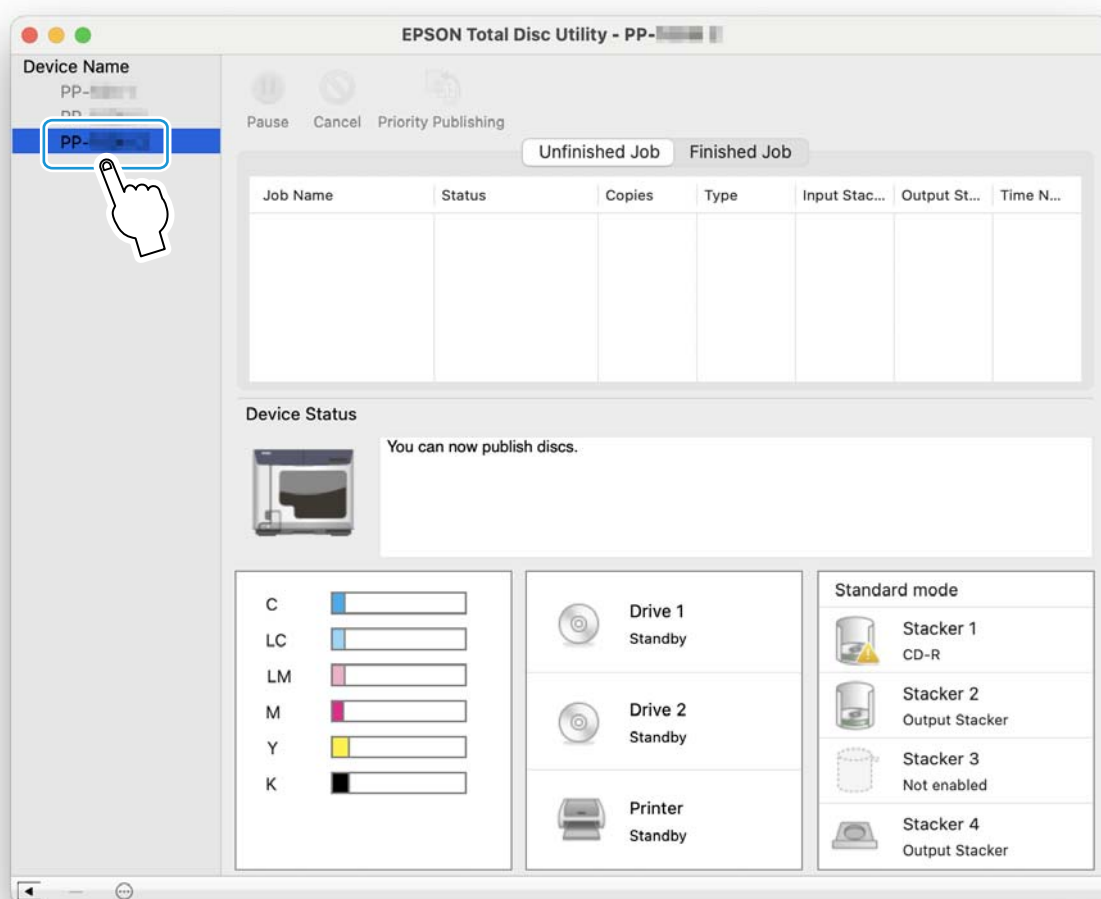 EPSON Total Disc Utility - PP-
Device Name
PP-
PP-
PP-
Pause Cancel Priority Publishing
Unfinished Job Finished Job
Job Name Status Copies Type Input Stac... Output St... Time N...
Device Status
You can now publish discs.
C
LC
LM
M
Y
K
Drive 1
Standby
Drive 2
Standby
Printer
Standby
Standard mode
Stacker 1
CD-R
Stacker 2
Output Stacker
Stacker 3
Not enabled
Stacker 4
Output Stacker